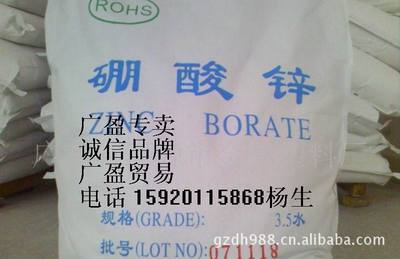 ROHS
硼酸锌
广盈专卖
ZINC BORATE
诚信品牌
广盈贸易
电话 15920115868杨生
规格(GRADE): 3.5水
批号(LOT NO): 071118
gzdh988.cn.alibaba.com